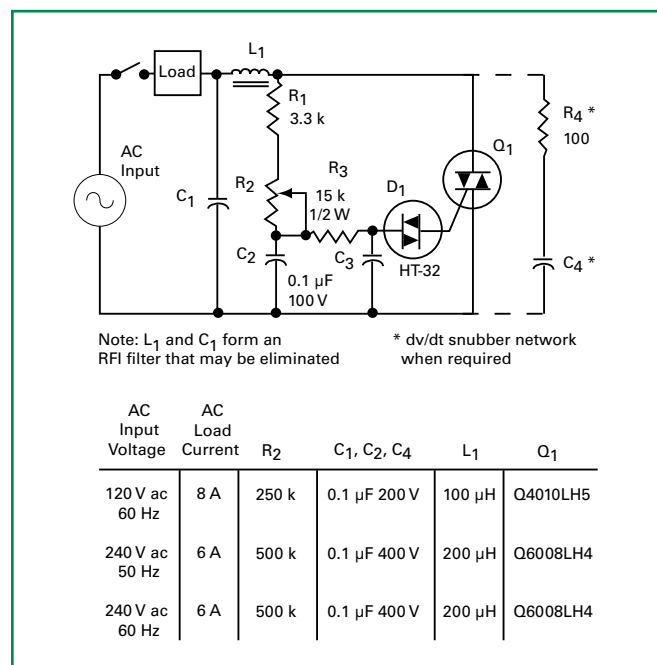 L1
Load
R1
3.3 k
R4 *
100
AC
Input
Q1
R3
R2
15 k
1/2 W
D1
C1
C2
C3
HT-32
C4 *
0.1 µF
100 V
Note: L1 and C1 form an
RFI filter that may be eliminated
* dv/dt snubber network
when required
AC
Input
Voltage
AC
Load
Current
R2
C1, C2, C4
L1
Q1
120 V ac
60 Hz
8 A
250 k
0.1 µF 200 V
100 µH
Q4010LH5
240 V ac
50 Hz
6 A
500 k
0.1 µF 400 V
200 µH
Q6008LH4
240 V ac
60 Hz
6 A
500 k
0.1 µF 400 V
200 µH
Q6008LH4